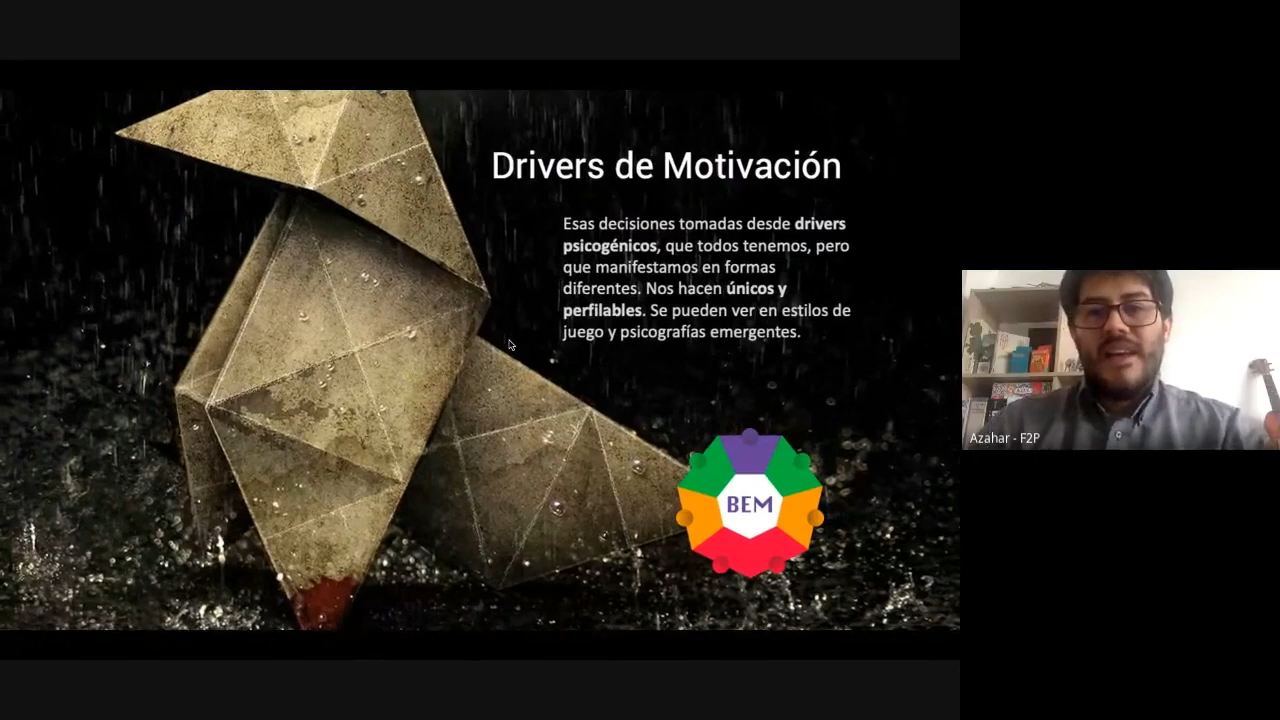 Drivers de Motivación
Esas decisiones tomadas desde drivers
psicogénicos, que todos tenemos, pero
que manifestamos en formas
diferentes. Nos hacen únicos y
perfilables. Se pueden ver en estilos de
juego y psicografías emergentes.
BEM
Azahar - F2P